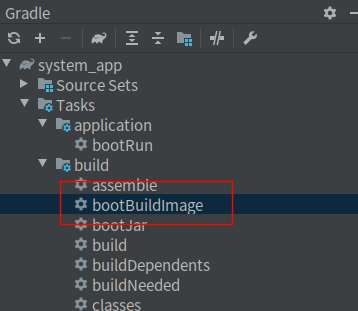 Gradle
system_app
Source Sets
Tasks
application
bootRun
build
assemble
bootBuildImage
bootJar
build
buildDependents
buildNeeded
classes